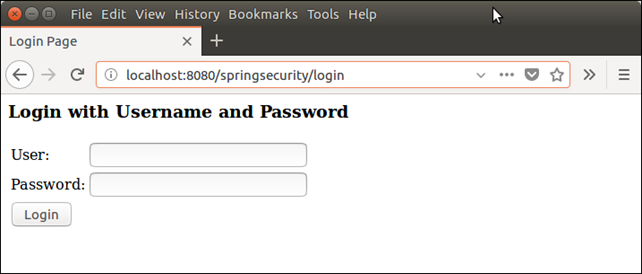 File Edit View History Bookmarks Tools Help
Login Page
localhost:8080/springsecurity/login
Login with Username and Password
User:
Password:
Login